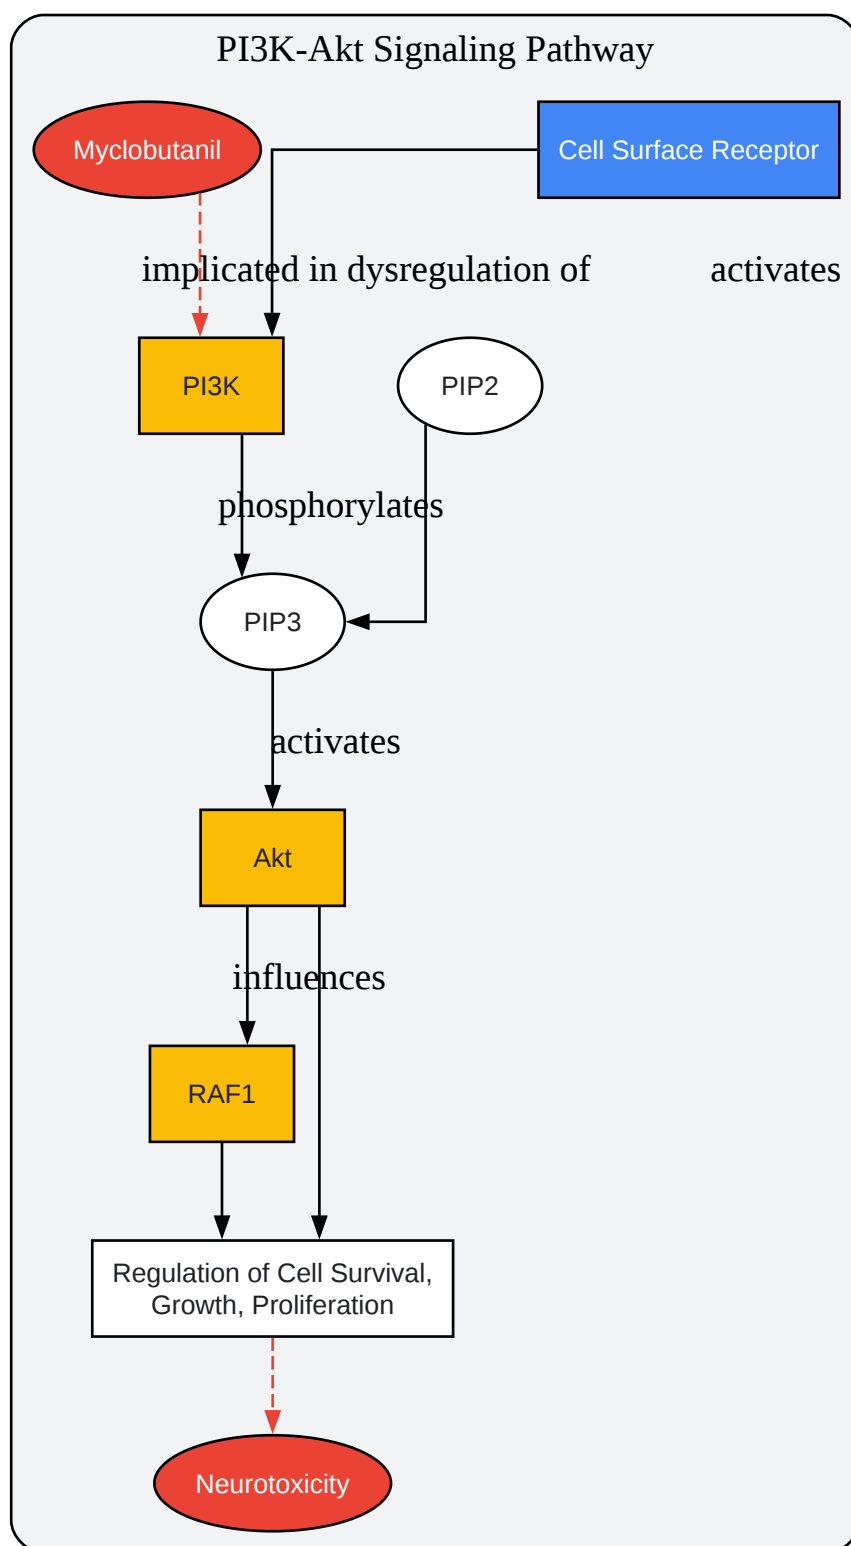 PI3K-Akt Signaling Pathway
Myclobutanil
Cell Surface Receptor
implicated in dysregulation of
activates
PI3K
PIP2
phosphorylates
PIP3
activates
Akt
influences
RAF1
Regulation of Cell Survival,
Growth, Proliferation
Neurotoxicity